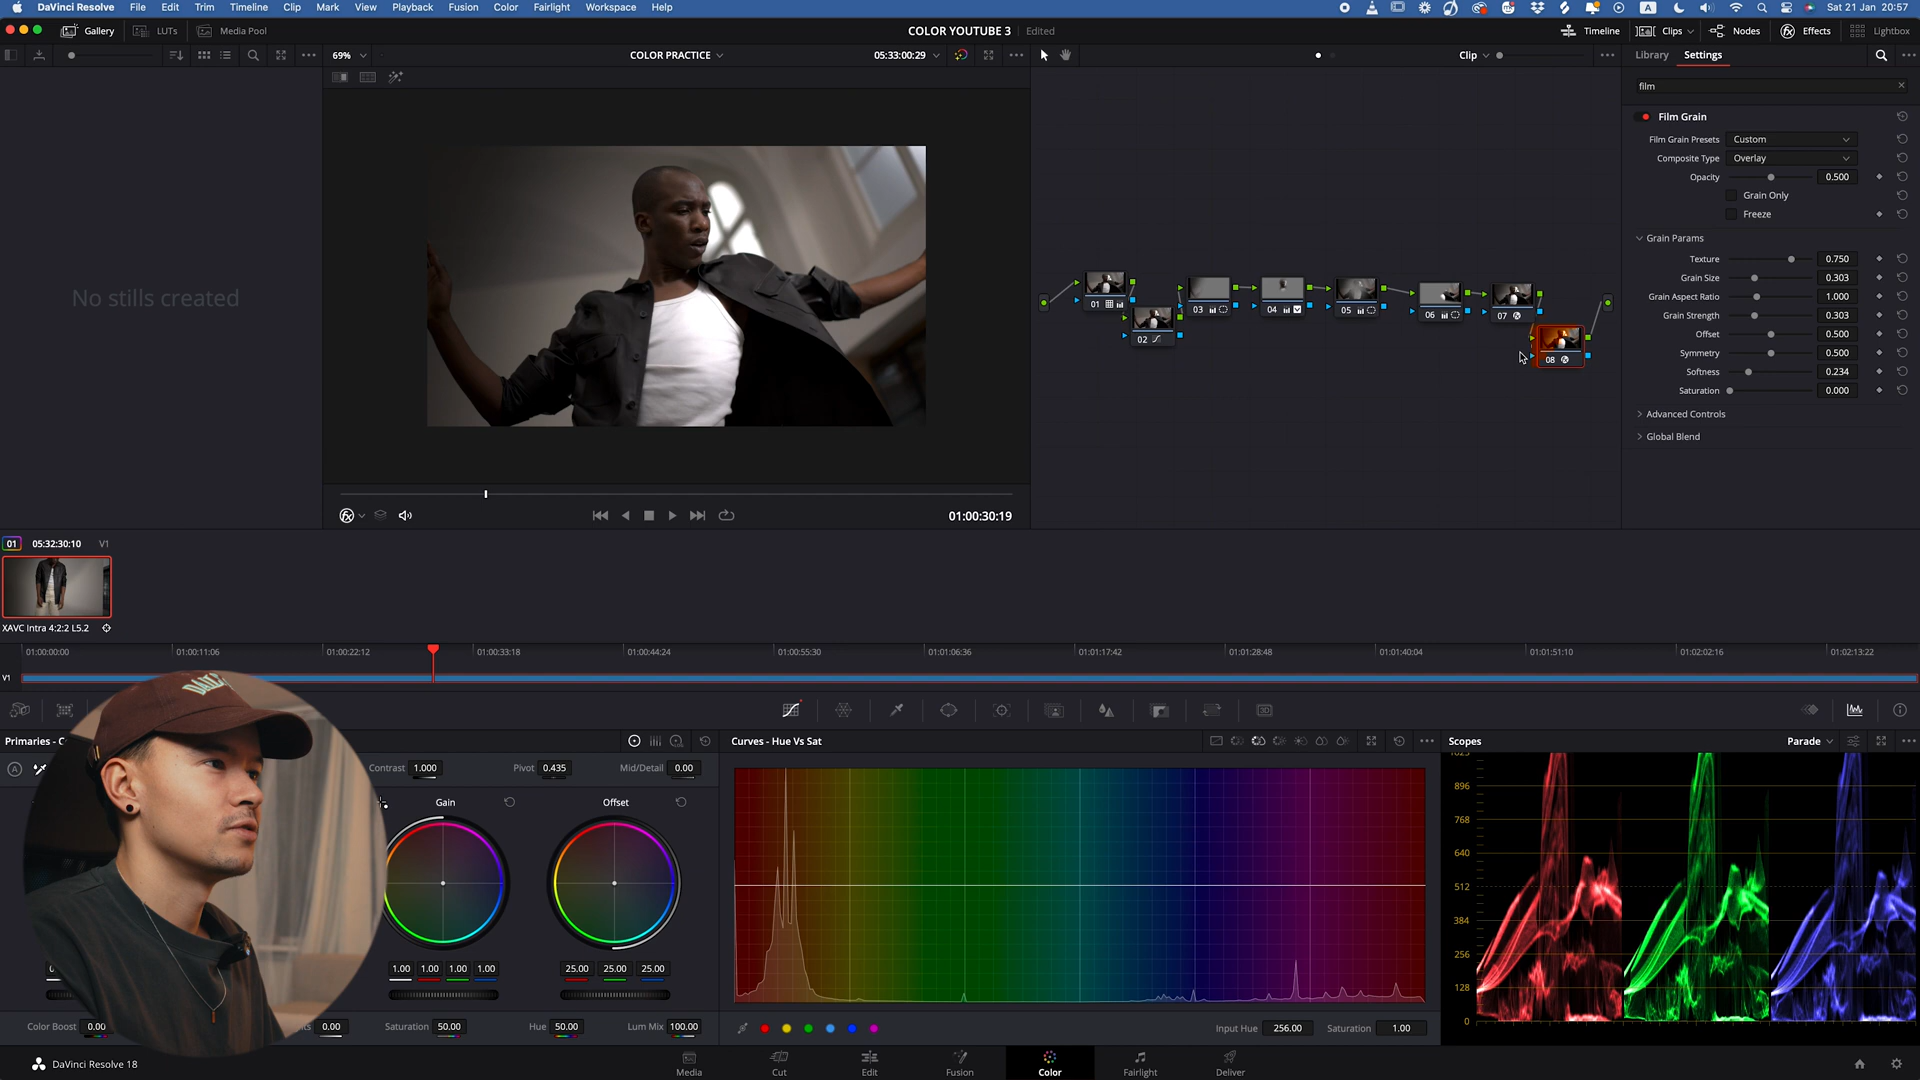 DaVinci Resolve File Edit Trim Timeline Clip Mark View Playback Fusion Color Fairlight Workspace Help
A Sat 21 Jan 20:57
Gallery LUTs Media Pool
COLOR YOUTUBE 3 Edited
Timeline Clips Nodes Effects Lightbox
69% COLOR PRACTICE 05:33:00:29
Clip
Library Settings
film
Film Grain
Film Grain Presets Custom
Composite Type Overlay
Opacity 0.500
Grain Only
Freeze
Grain Params
Texture 0.750
Grain Size 0.303
Grain Aspect Ratio 1.000
Grain Strength 0.303
Offset 0.500
Symmetry 0.500
Softness 0.234
Saturation 0.000
Advanced Controls
Global Blend
No stills created
01
02
03
04
05
06
07
08
01:00:30:19
01 05:32:30:10 V1
XAVC Intra 4:2:2 L5.2
01:00:00:00 01:00:11:06 01:00:22:12 01:00:33:18 01:00:44:24 01:00:55:30 01:01:06:36 01:01:17:42 01:01:28:48 01:01:40:04 01:01:51:10 01:02:02:16 01:02:13:22
V1
Primaries - C
A
Contrast 1.000 Pivot 0.435 Mid/Detail 0.00
Gain Offset
1.00 1.00 1.00 1.00
25.00 25.00 25.00
Color Boost 0.00 0.00 Saturation 50.00 Hue 50.00 Lum Mix 100.00
Curves - Hue Vs Sat
Input Hue 256.00 Saturation 1.00
Scopes Parade
1023
896
768
640
512
384
256
128
0
DaVinci Resolve 18
Media Cut Edit Fusion Color Fairlight Deliver